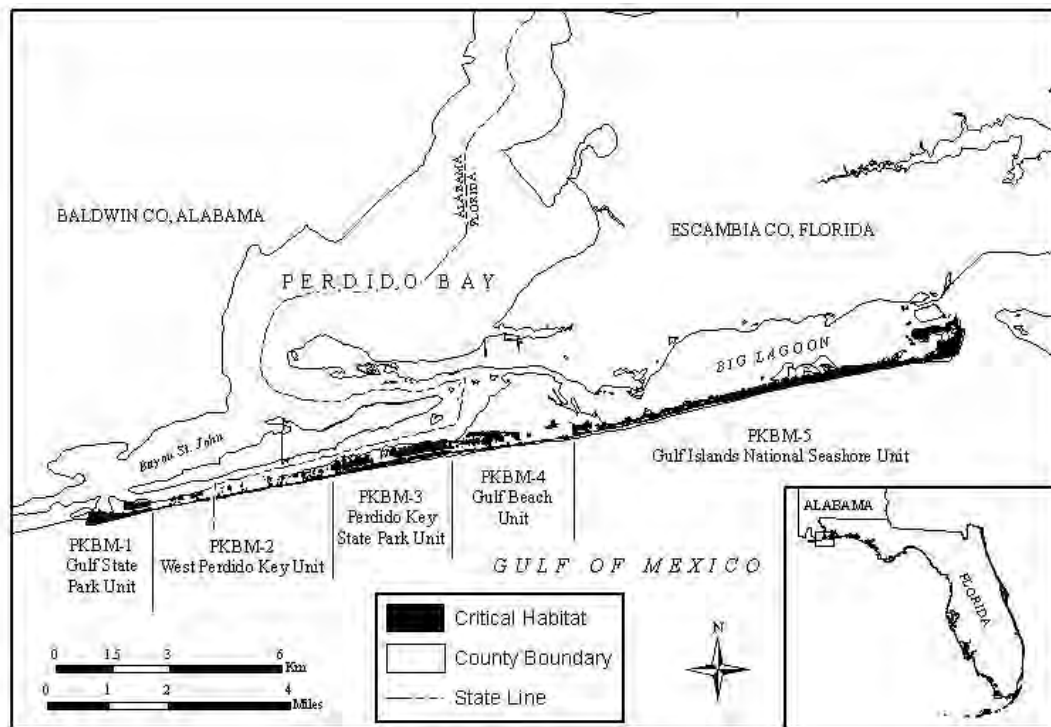 BALDWIN CO, ALABAMA
ALABAMA
FLORIDA
ESCAMBIA CO, FLORIDA
PERDIDO BAY
BIG LAGOON
Bayou St. John
PKBM-1
Gulf State
Park Unit
PKBM-2
West Perdido Key Unit
PKBM-3
Perdido Key
State Park Unit
PKBM-4
Gulf Beach
Unit
PKBM-5
Gulf Islands National Seashore Unit
GULF OF MEXICO
0 1.5 3 6
Km
0 1 2 4
Miles
Critical Habitat
County Boundary
State Line
N
ALABAMA
FLORIDA